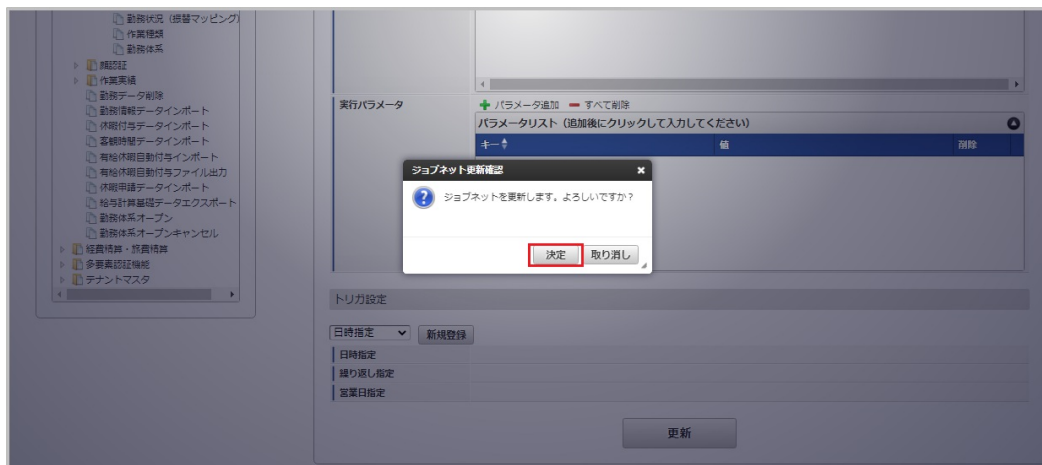 勤務状況（振替マッピング）
作業種類
勤務体系
顔認証
作業実績
勤務データ削除
勤務情報データインポート
休暇付与データインポート
客観時間データインポート
有給休暇自動付与インポート
有給休暇自動付与ファイル出力
休暇申請データインポート
給与計算基礎データエクスポート
勤務体系オープン
勤務体系オープンキャンセル
経費精算・旅費精算
多要素認証機能
テナントマスタ
実行パラメータ
パラメータ追加 すべて削除
パラメータリスト（追加後にクリックして入力してください）
キー 値 削除
ジョブネット更新確認
ジョブネットを更新します。よろしいですか？
決定 取り消し
トリガ設定
日時指定 新規登録
日時指定
繰り返し指定
営業日指定
更新